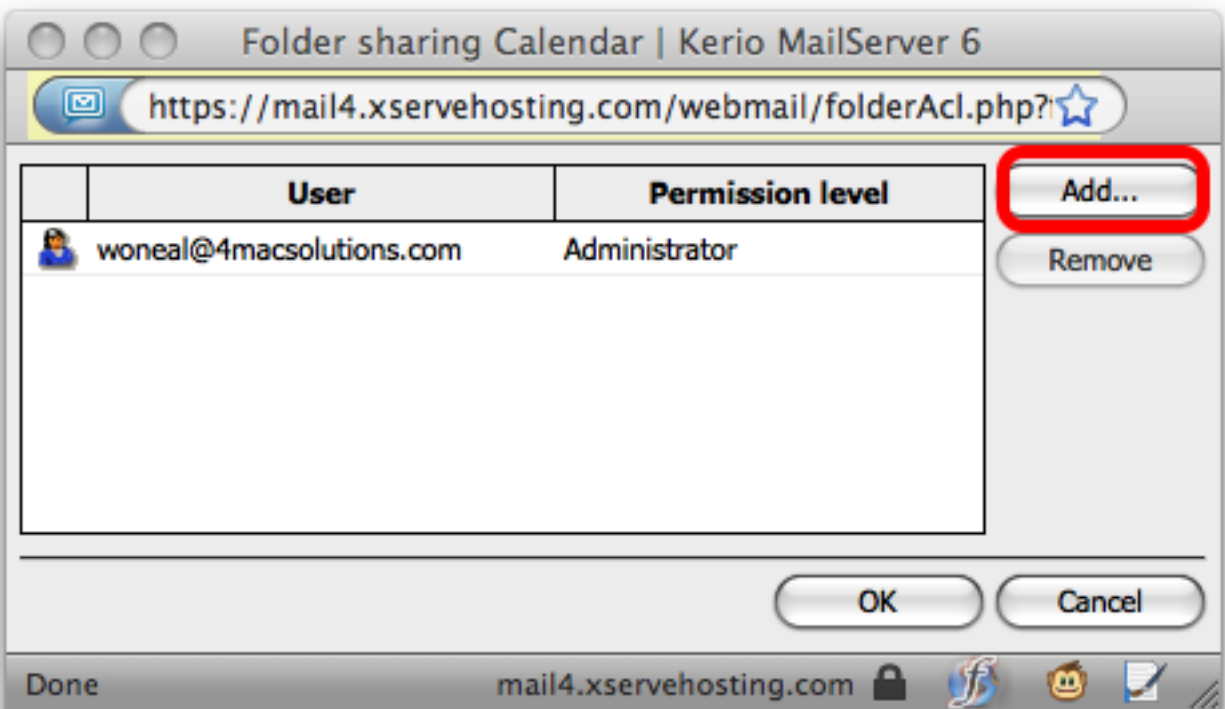 Folder sharing Calendar | Kerio MailServer 6
https://mail4.xservehosting.com/webmail/folderAcl.php?
User Permission level Add...
woneal@4macsolutions.com Administrator Remove
OK Cancel
Done mail4.xservehosting.com